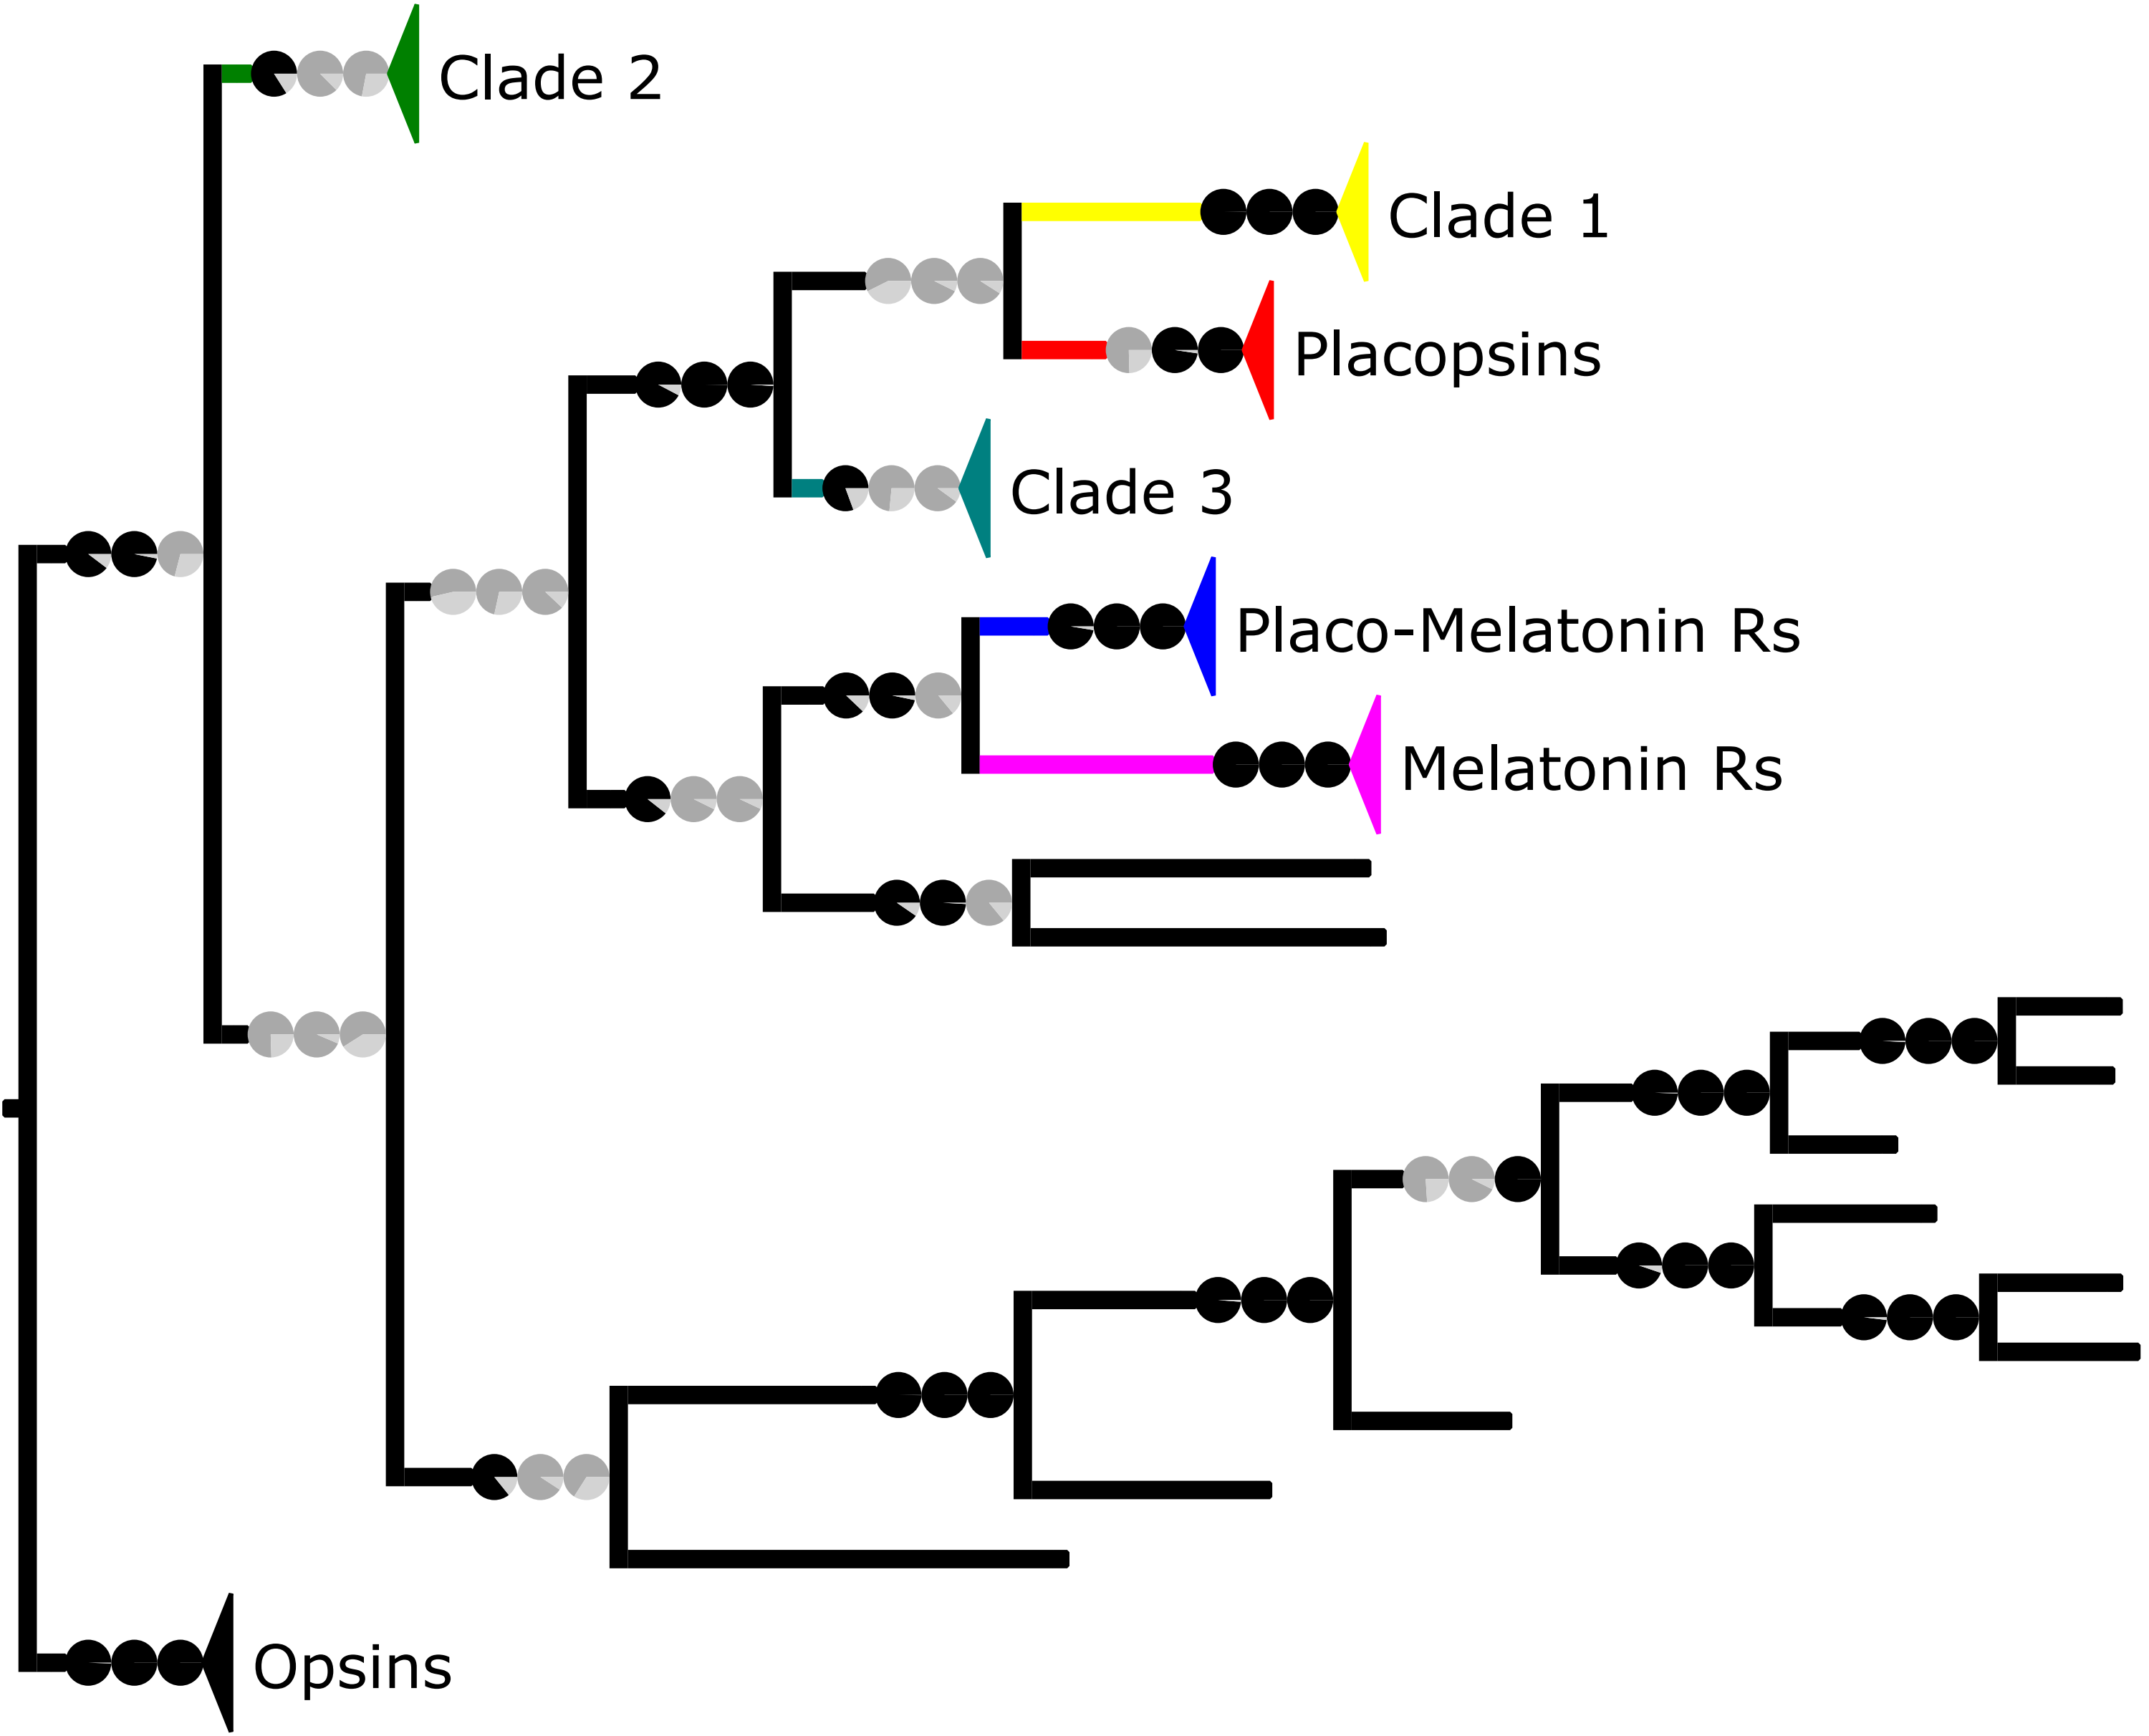 Clade 2
Clade 1
Placopsins
Clade 3
Placo-Melatonin Rs
Melatonin Rs
Opsins